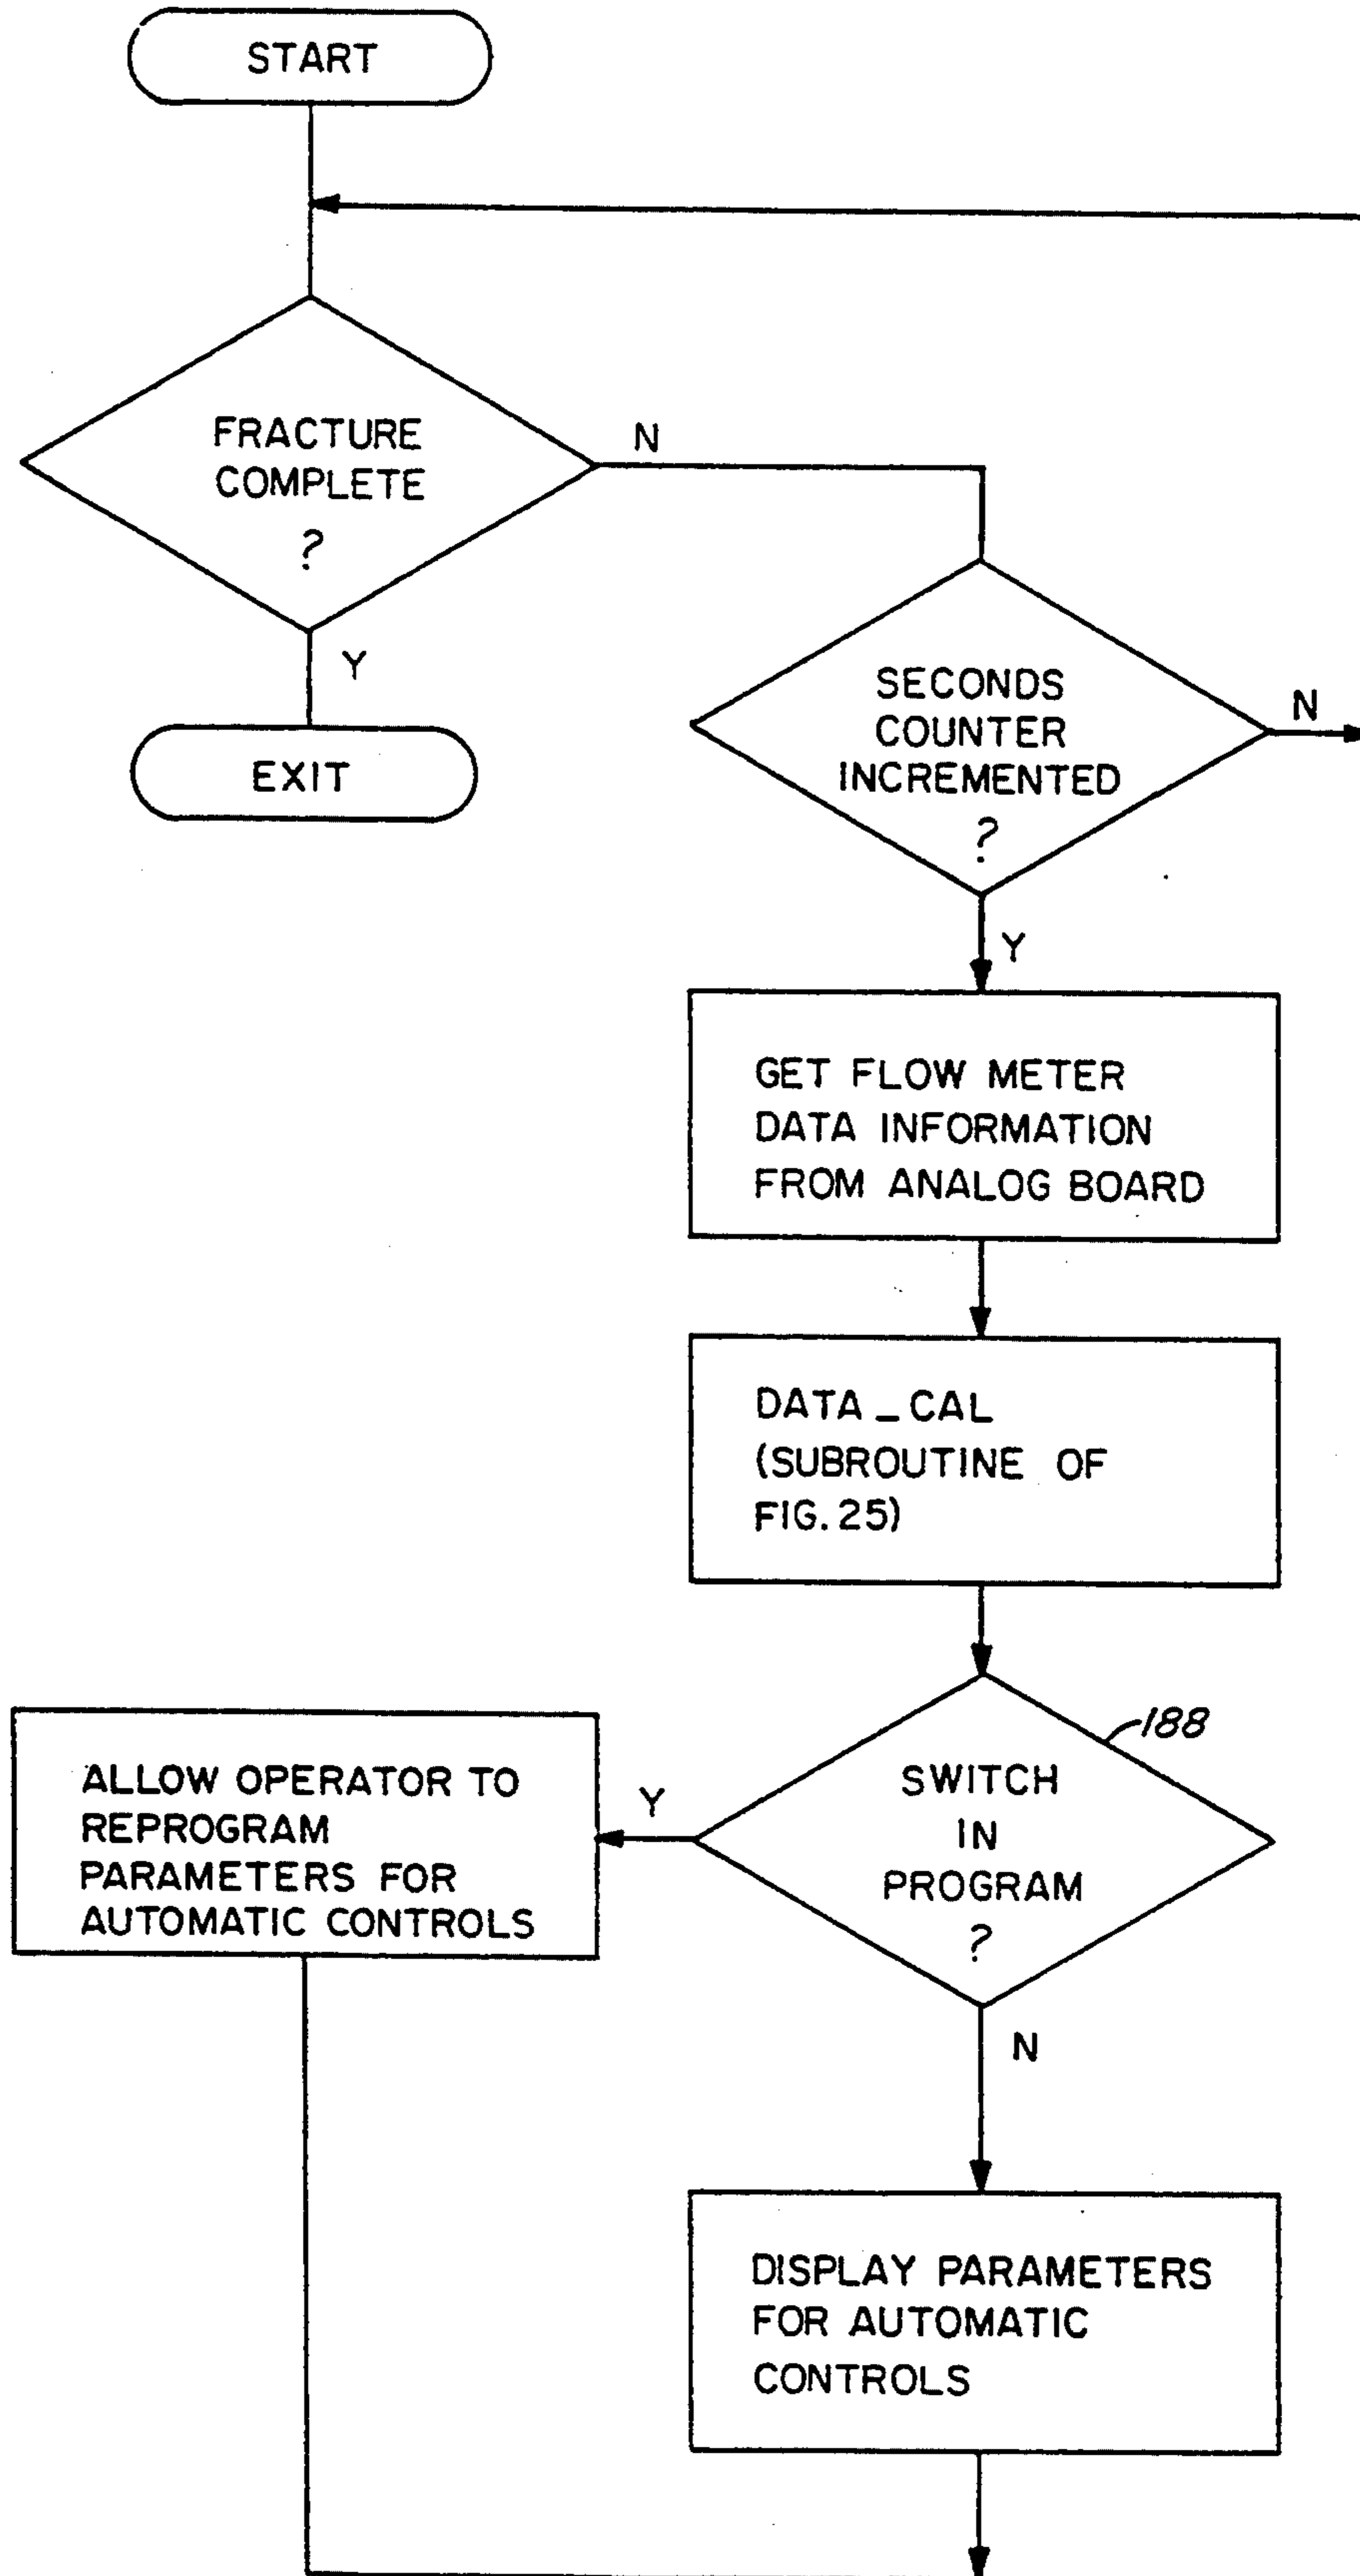 START
FRACTURE
COMPLETE
?
N
Y
EXIT
SECONDS
COUNTER
INCREMENTED
?
N
Y
GET FLOW METER
DATA INFORMATION
FROM ANALOG BOARD
DATA_CAL
(SUBROUTINE OF
FIG. 25)
188
SWITCH
IN
PROGRAM
?
Y
ALLOW OPERATOR TO
REPROGRAM
PARAMETERS FOR
AUTOMATIC CONTROLS
N
DISPLAY PARAMETERS
FOR AUTOMATIC
CONTROLS